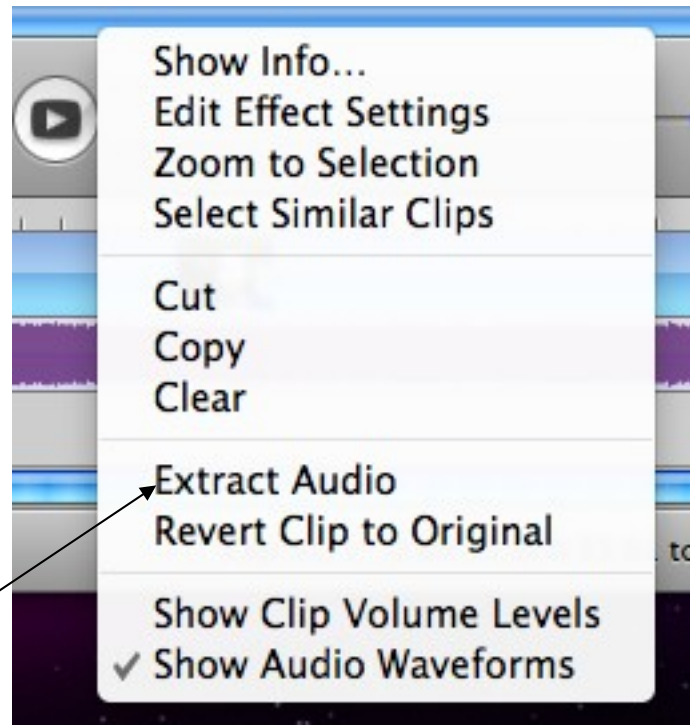 Show Info...
Edit Effect Settings
Zoom to Selection
Select Similar Clips
Cut
Copy
Clear
Extract Audio
Revert Clip to Original
to
Show Clip Volume Levels
✓ Show Audio Waveforms